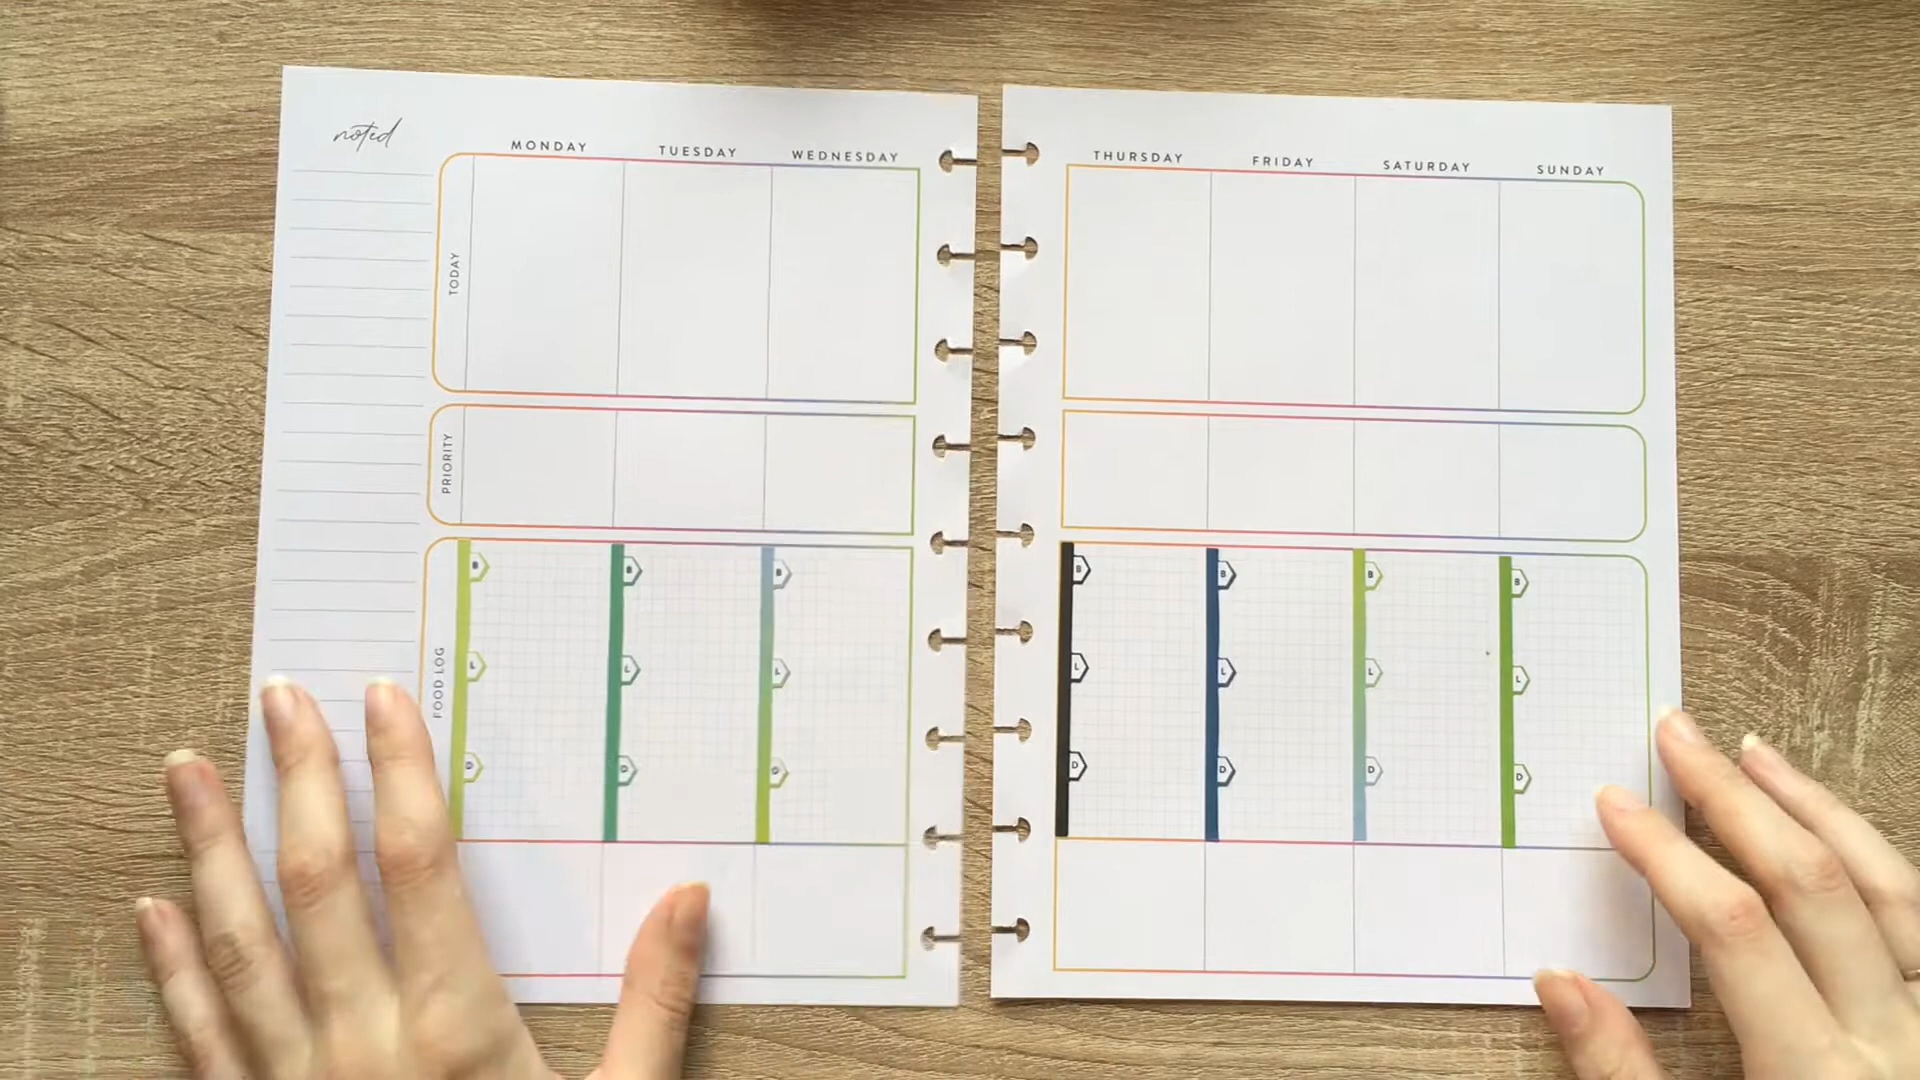 noted
MONDAY TUESDAY WEDNESDAY
THURSDAY FRIDAY SATURDAY SUNDAY
TODAY
PRIORITY
FOOD LOG
B B B B B B B
L L L L L L L
D D D D D D D